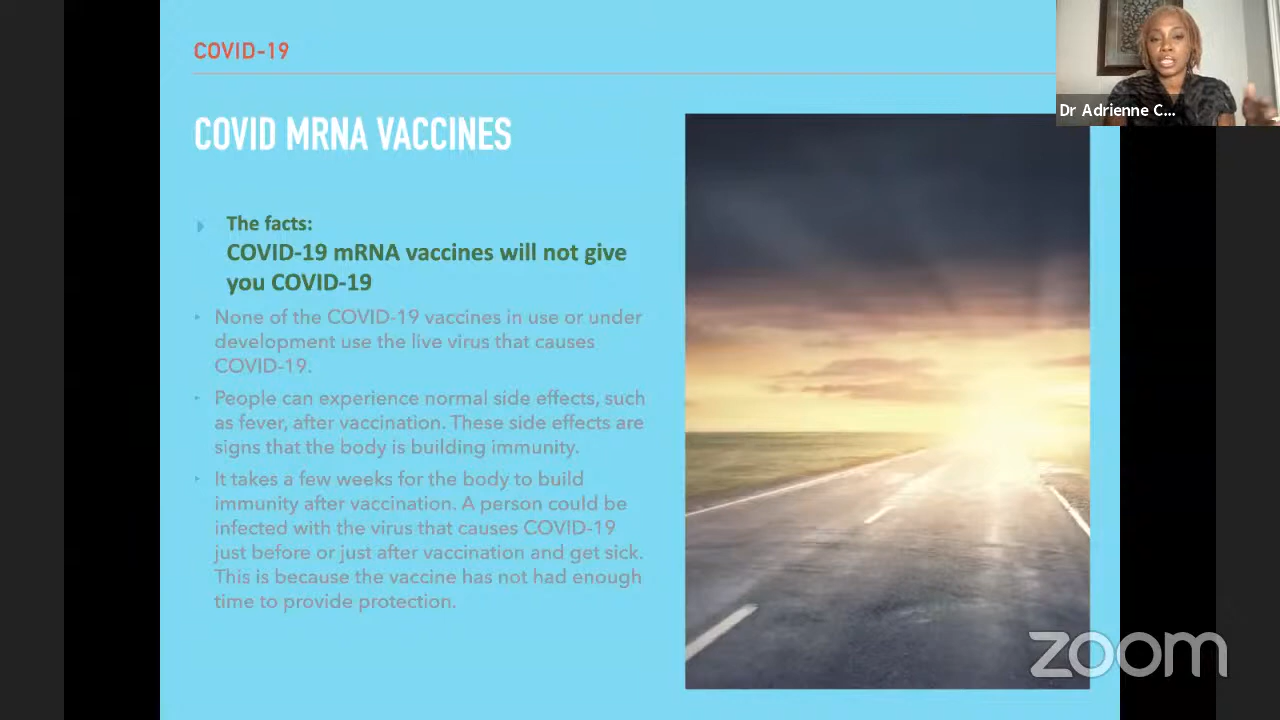 COVID-19
Dr Adrienne C...
COVID MRNA VACCINES
The facts:
COVID-19 mRNA vaccines will not give
you COVID-19
None of the COVID-19 vaccines in use or under
development use the live virus that causes
COVID-19.
People can experience normal side effects, such
as fever, after vaccination. These side effects are
signs that the body is building immunity.
It takes a few weeks for the body to build
immunity after vaccination. A person could be
infected with the virus that causes COVID-19
just before or just after vaccination and get sick.
This is because the vaccine has not had enough
time to provide protection.
zoom